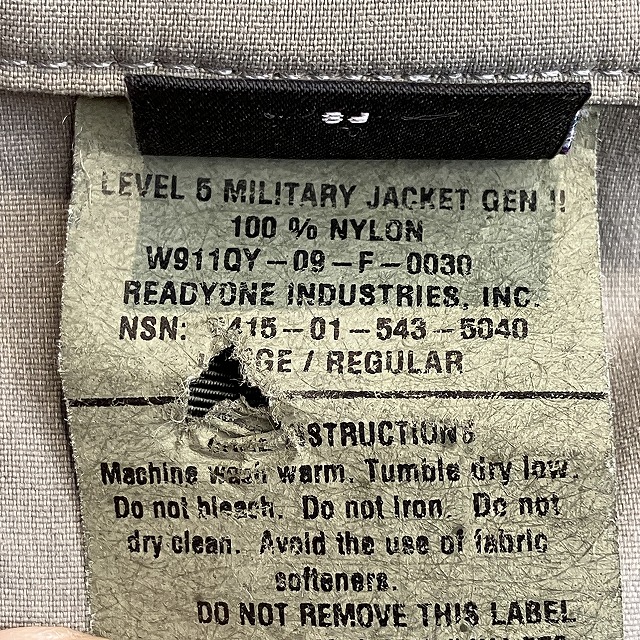 LEVEL 5 MILITARY JACKET GEN II
100 % NYLON
W911QY-09-F-0030
READYONE INDUSTRIES, INC.
NSN: 415-01-543-5040
/ REGULAR
INSTRUCTIONS
Machine wash warm. Tumble dry low.
Do not bleach. Do not iron. Do not
dry clean. Avoid the use of fabric
softeners.
DO NOT REMOVE THIS LABEL